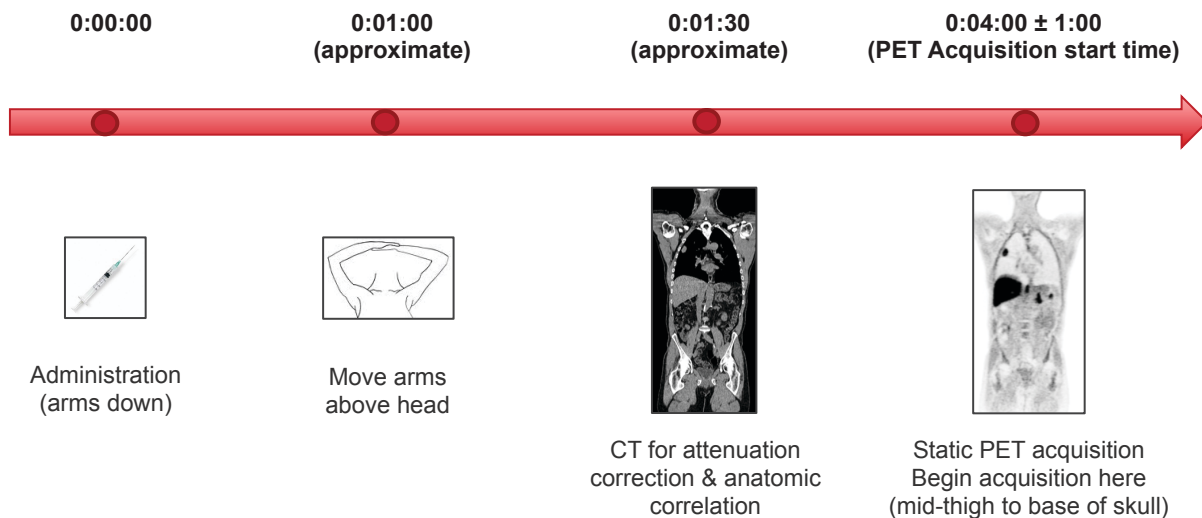 0:00:00
0:01:00
(approximate)
0:01:30
(approximate)
0:04:00 ± 1:00
(PET Acquisition start time)
Administration
(arms down)
Move arms
above head
CT for attenuation
correction & anatomic
correlation
Static PET acquisition
Begin acquisition here
(mid-thigh to base of skull)